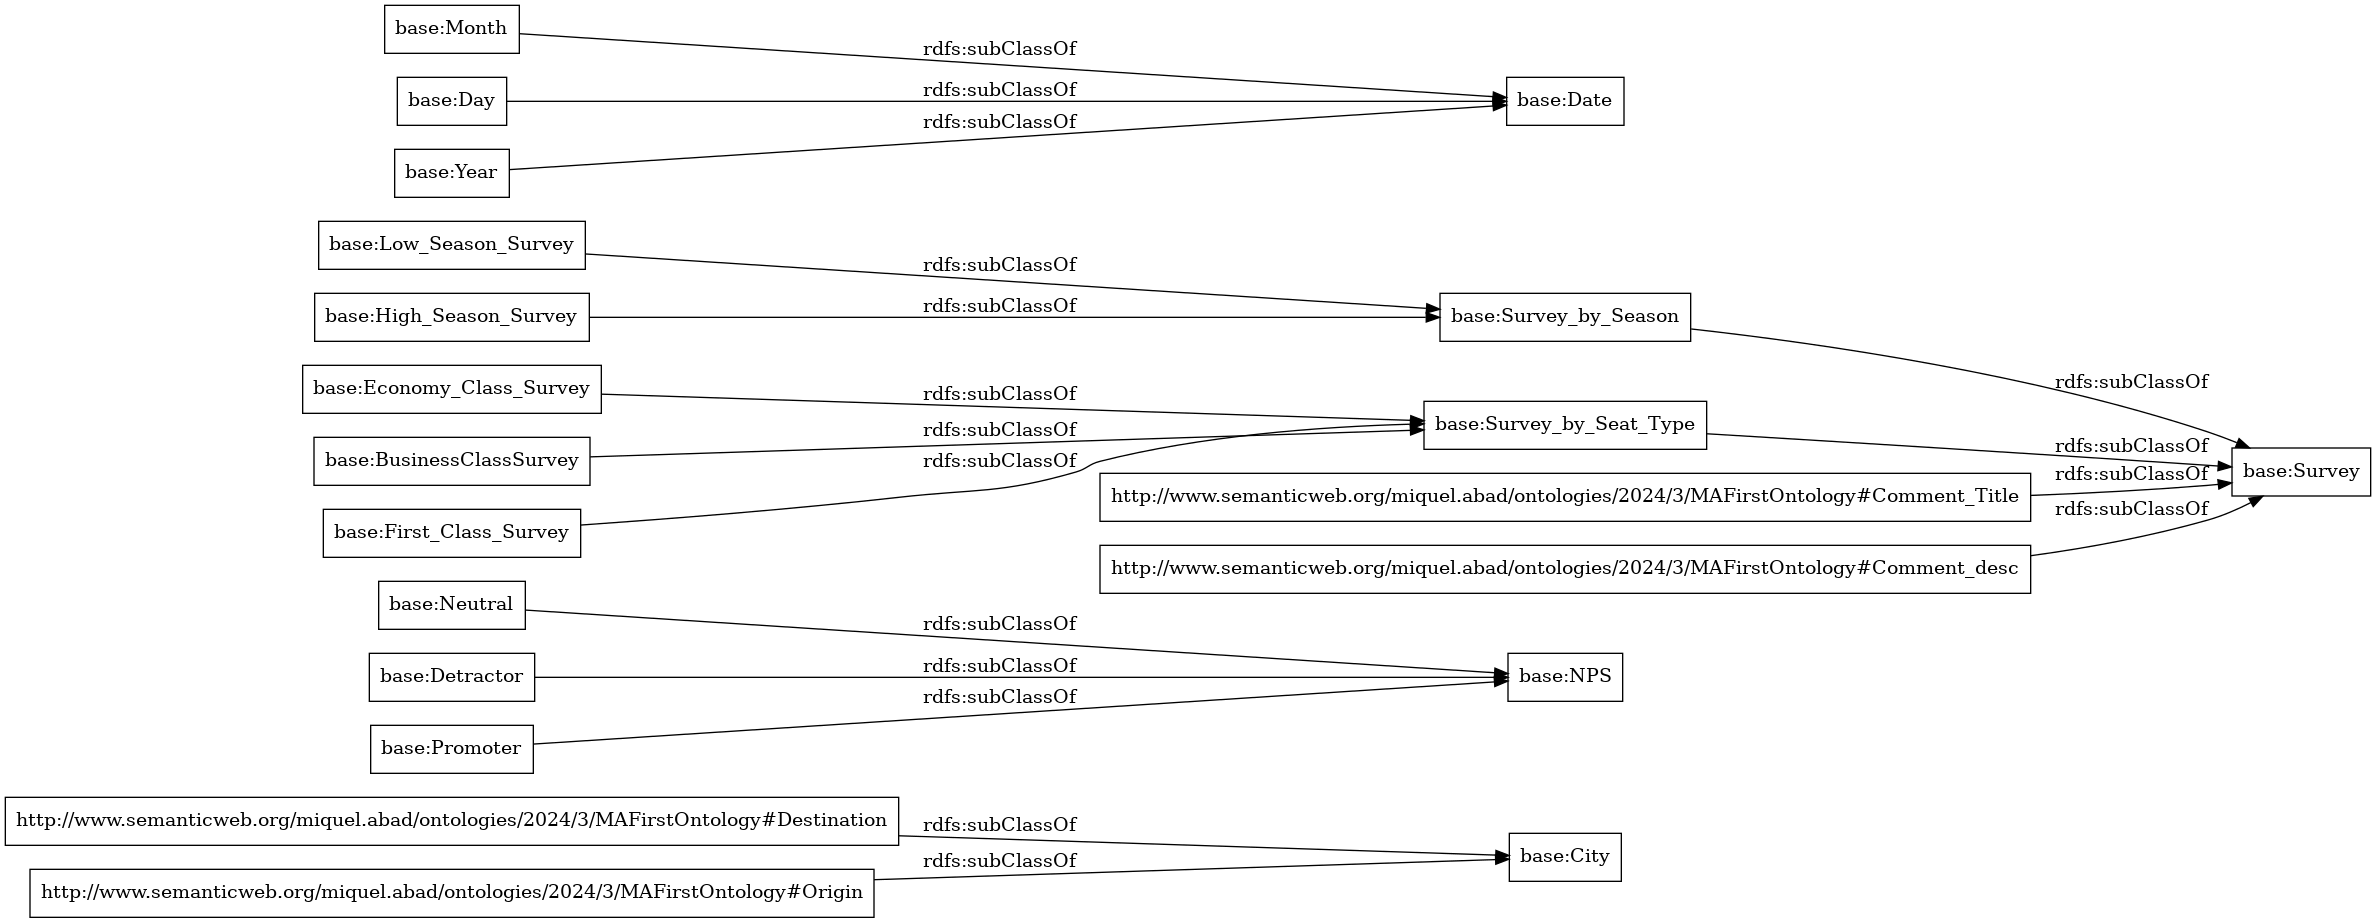 base:Month
rdfs:subClassOf
base:Day
rdfs:subClassOf
base:Date
base:Year
rdfs:subClassOf
base:Low_Season_Survey
rdfs:subClassOf
base:High_Season_Survey
rdfs:subClassOf
base:Survey_by_Season
rdfs:subClassOf
base:Economy_Class_Survey
rdfs:subClassOf
base:Survey_by_Seat_Type
rdfs:subClassOf
base:BusinessClassSurvey
rdfs:subClassOf
base:Survey
base:First_Class_Survey
rdfs:subClassOf
http://www.semanticweb.org/miquel.abad/ontologies/2024/3/MAFirstOntology#Comment_Title
rdfs:subClassOf
http://www.semanticweb.org/miquel.abad/ontologies/2024/3/MAFirstOntology#Comment_desc
rdfs:subClassOf
base:Neutral
rdfs:subClassOf
base:Detractor
rdfs:subClassOf
base:NPS
base:Promoter
rdfs:subClassOf
http://www.semanticweb.org/miquel.abad/ontologies/2024/3/MAFirstOntology#Destination
rdfs:subClassOf
base:City
http://www.semanticweb.org/miquel.abad/ontologies/2024/3/MAFirstOntology#Origin
rdfs:subClassOf